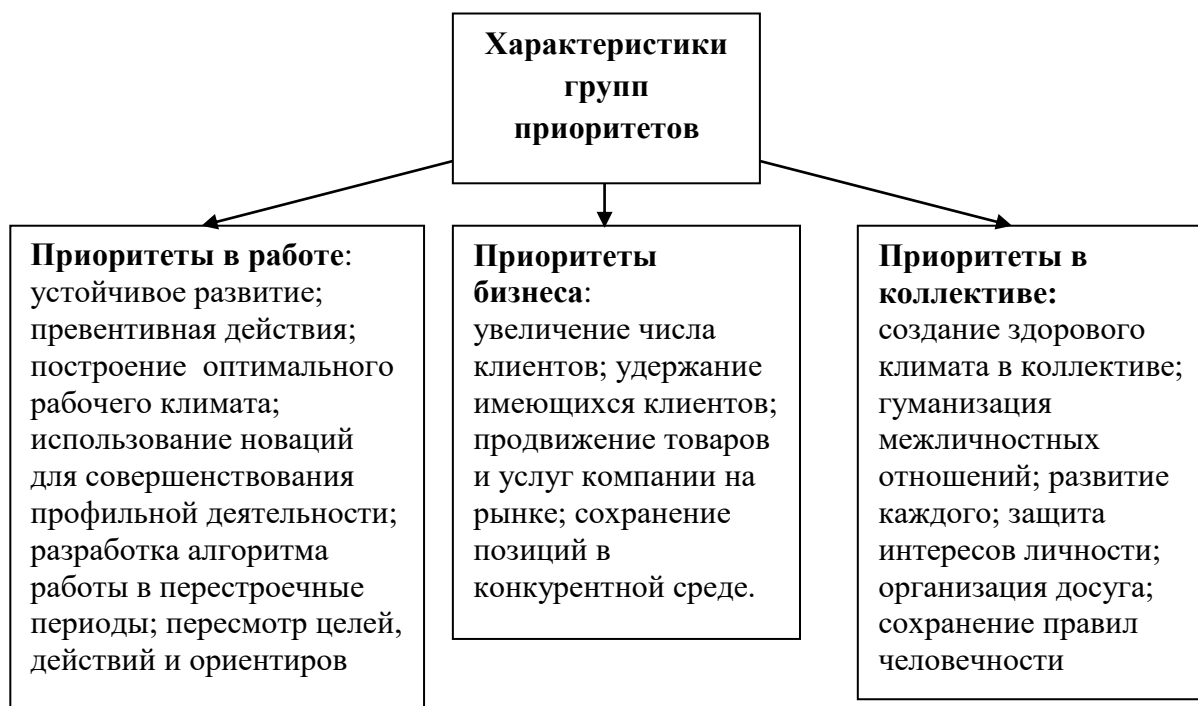 Характеристики
групп
приоритетов
Приоритеты в работе:
устойчивое развитие;
превентивная действия;
построение  оптимального
рабочего климата;
использование новаций
для совершенствования
профильной деятельности;
разработка алгоритма
работы в перестроечные
периоды; пересмотр целей,
действий и ориентиров
Приоритеты
бизнеса:
увеличение числа
клиентов; удержание
имеющихся клиентов;
продвижение товаров
и услуг компании на
рынке; сохранение
позиций в
конкурентной среде.
Приоритеты в
коллективе:
создание здорового
климата в коллективе;
гуманизация
межличностных
отношений; развитие
каждого; защита
интересов личности;
организация досуга;
сохранение правил
человечности